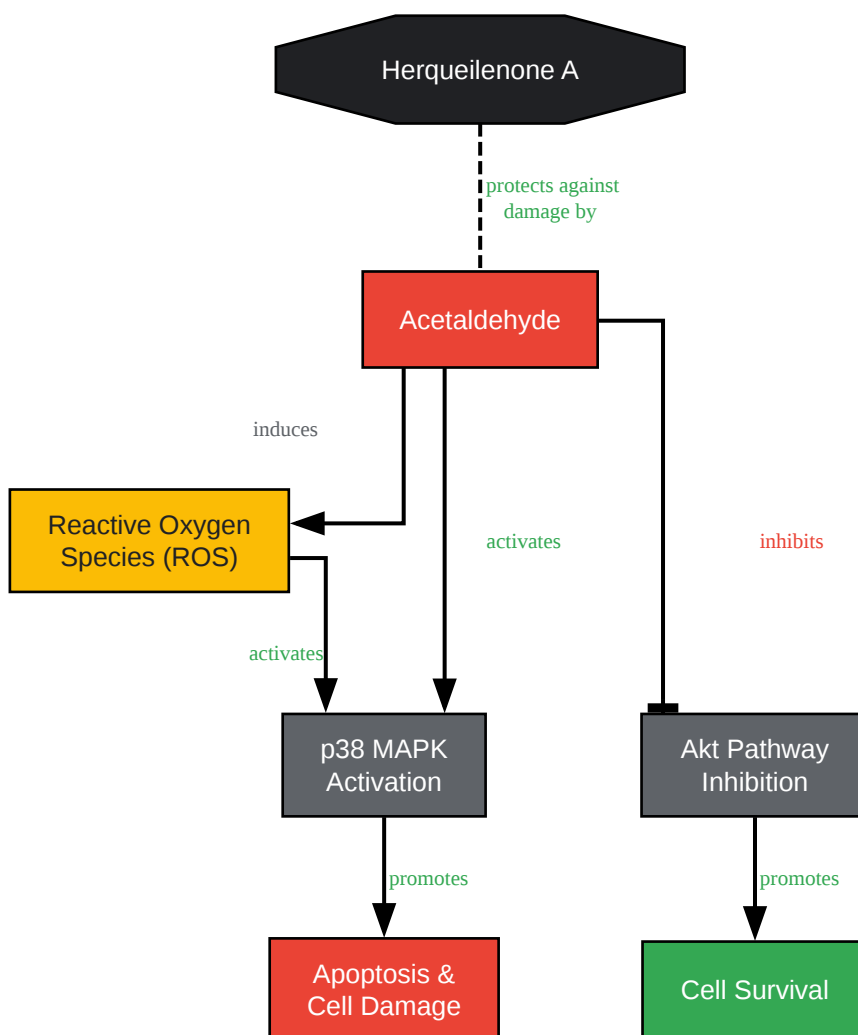 Herqueilenone A
protects against
damage by
Acetaldehyde
induces
Reactive Oxygen
Species (ROS)
activates
inhibits
activates
p38 MAPK
Activation
Akt Pathway
Inhibition
promotes
promotes
Apoptosis &
Cell Damage
Cell Survival